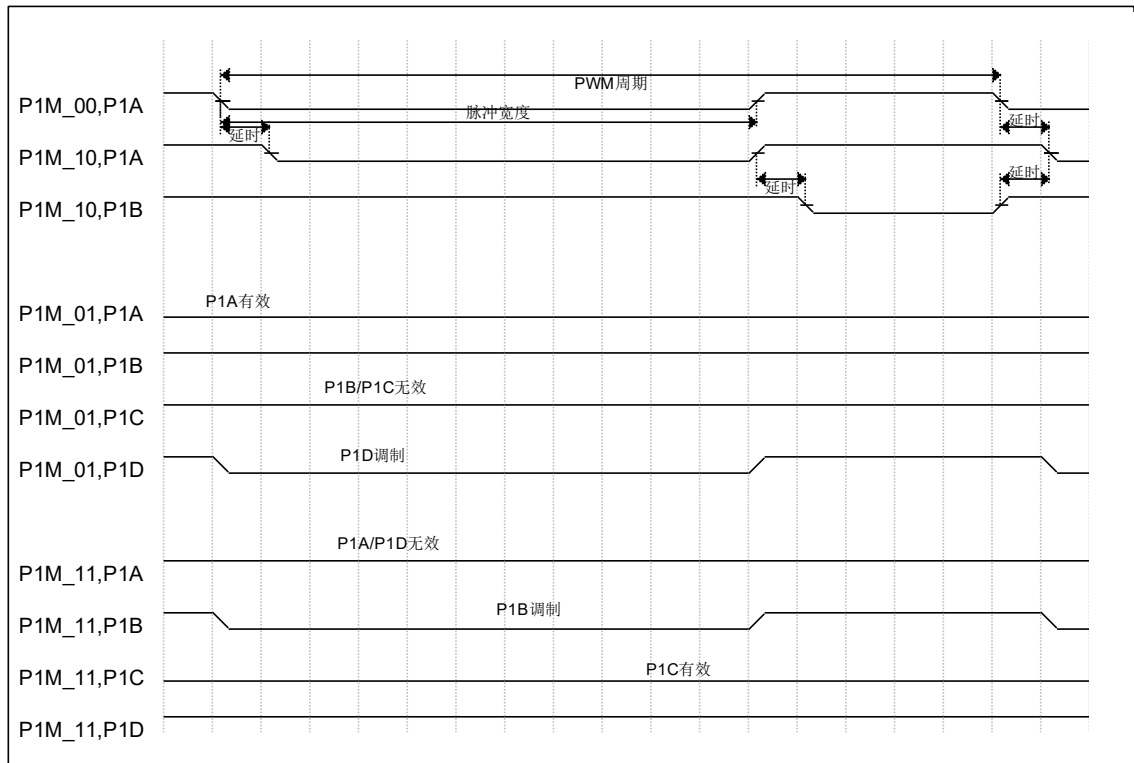 PWM周期
P1M_00,P1A
脉冲宽度
延时
延时
P1M_10,P1A
延时
延时
P1M_10,P1B
P1A有效
P1M_01,P1A
P1M_01,P1B
P1B/P1C无效
P1M_01,P1C
P1D调制
P1M_01,P1D
P1A/P1D无效
P1M_11,P1A
P1B调制
P1M_11,P1B
P1C有效
P1M_11,P1C
P1M_11,P1D